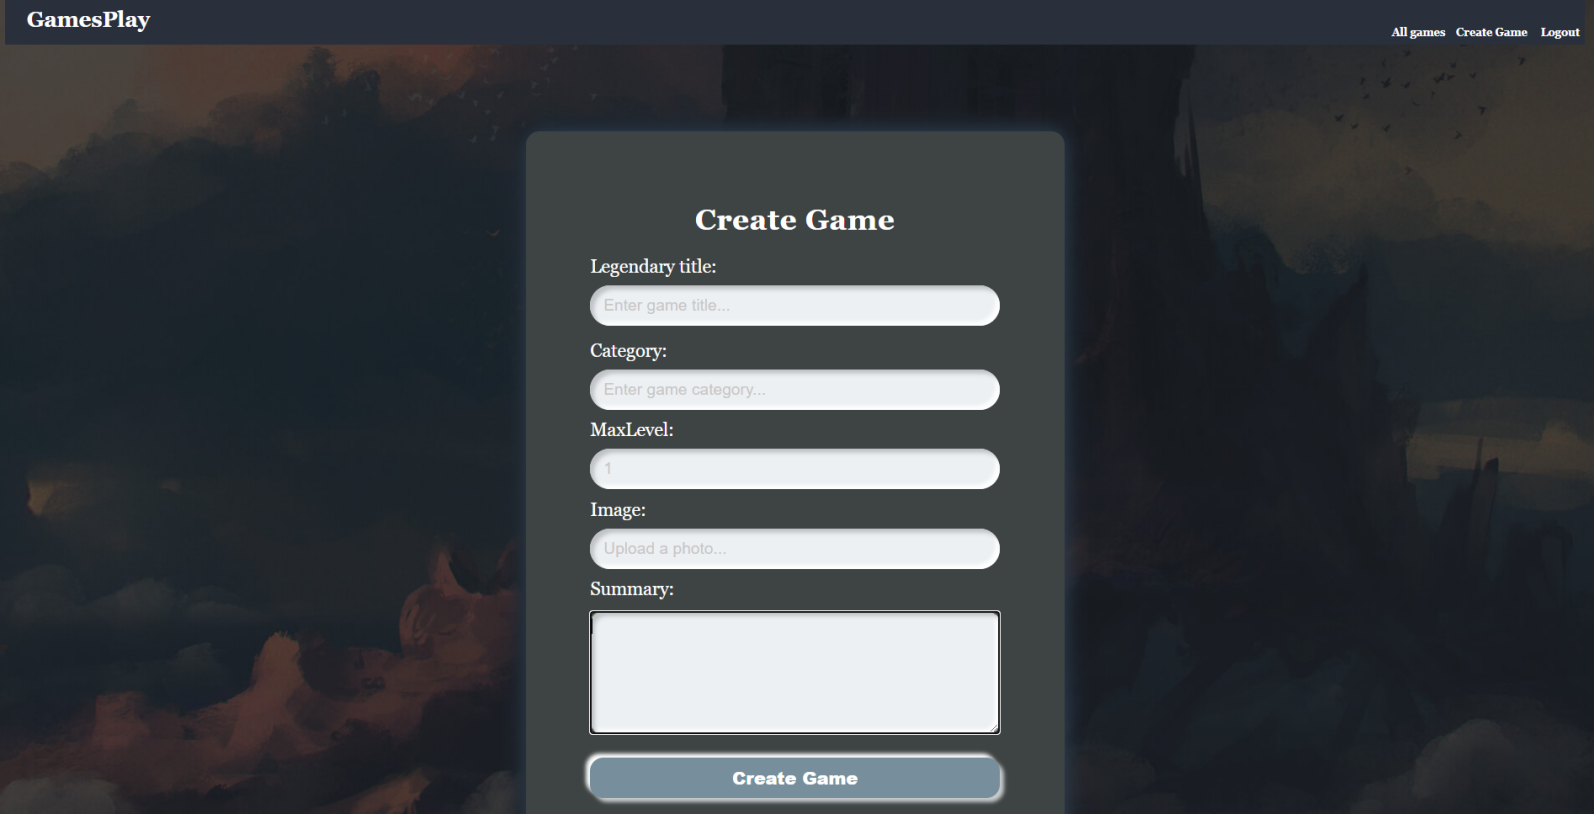 GamesPlay
All games Create Game Logout
Create Game
Legendary title:
Enter game title...
Category:
Enter game category...
MaxLevel:
1
Image:
Upload a photo...
Summary:
Create Game